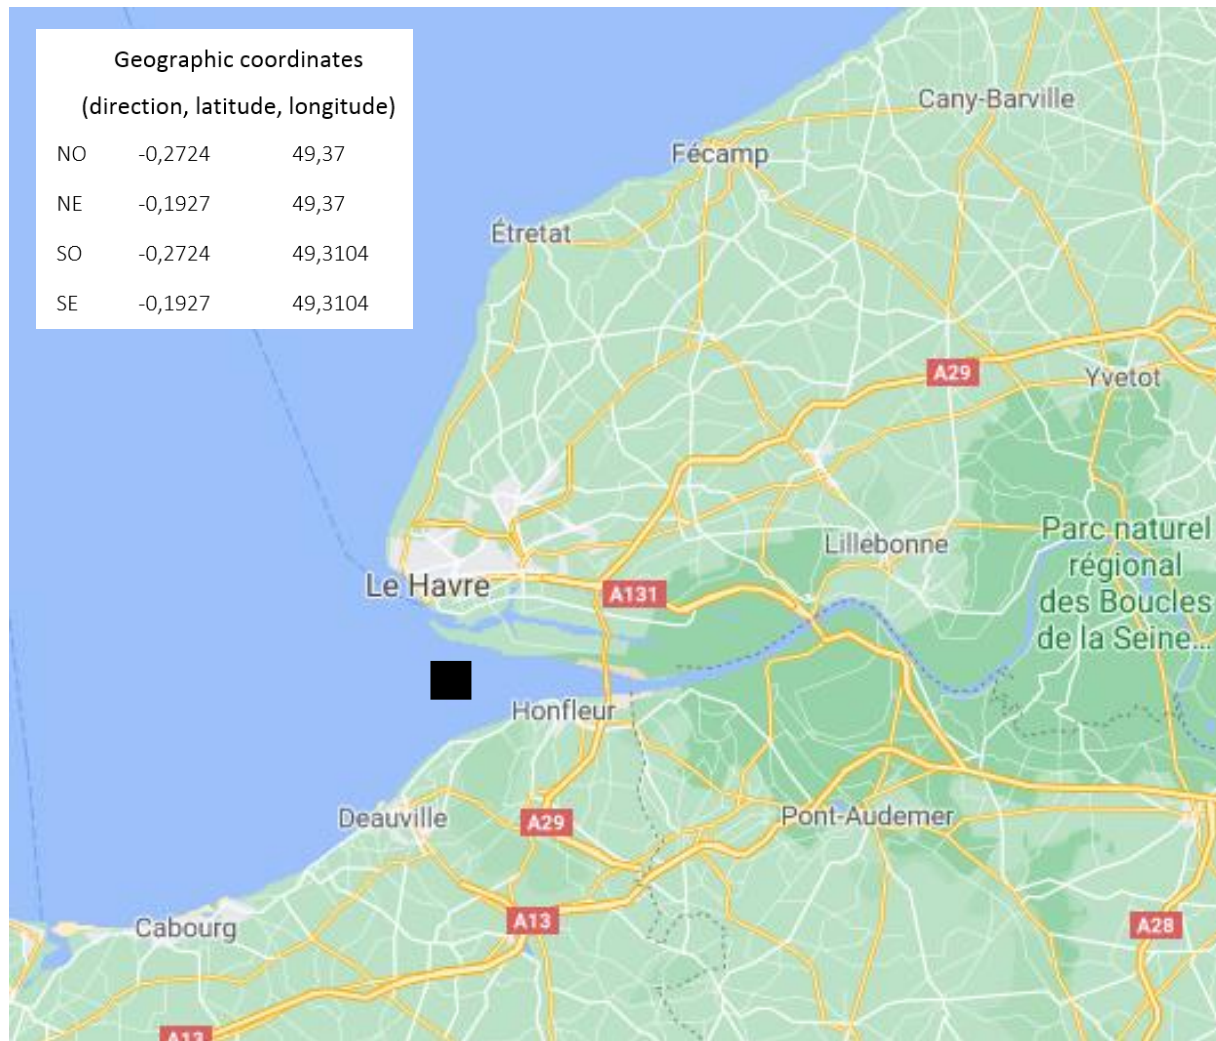 Geographic coordinates
(direction, latitude, longitude)
NO -0,2724 49,37
NE -0,1927 49,37
SO -0,2724 49,3104
SE -0,1927 49,3104
Cany-Barville
Fécamp
Étretat
A29
Yvetot
Parc naturel
régional
des Boucles
de la Seine...
Lillebonne
Le Havre
A131
Honfleur
Deauville
A29
Pont-Audemer
Cabourg
A13
A28
A13